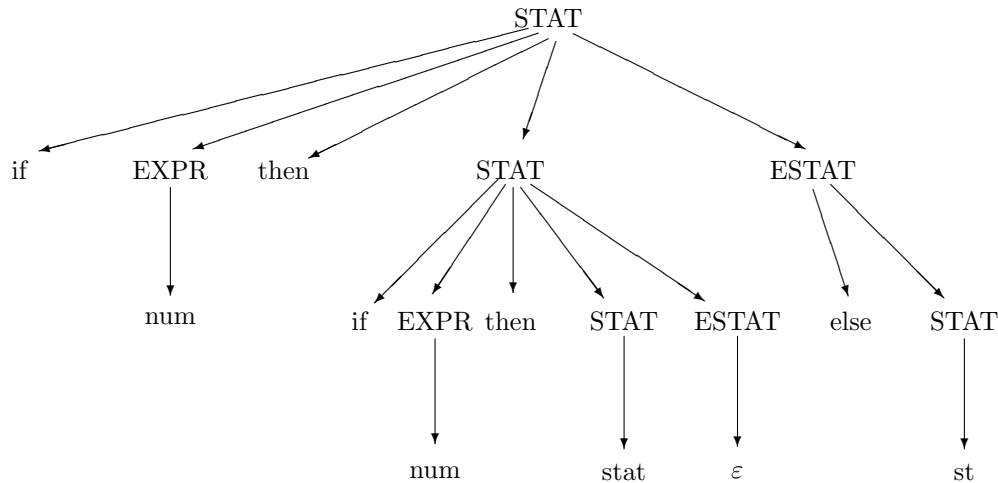 STAT
if EXPR then STAT ESTAT
num if EXPR then STAT ESTAT else STAT
num stat ε st